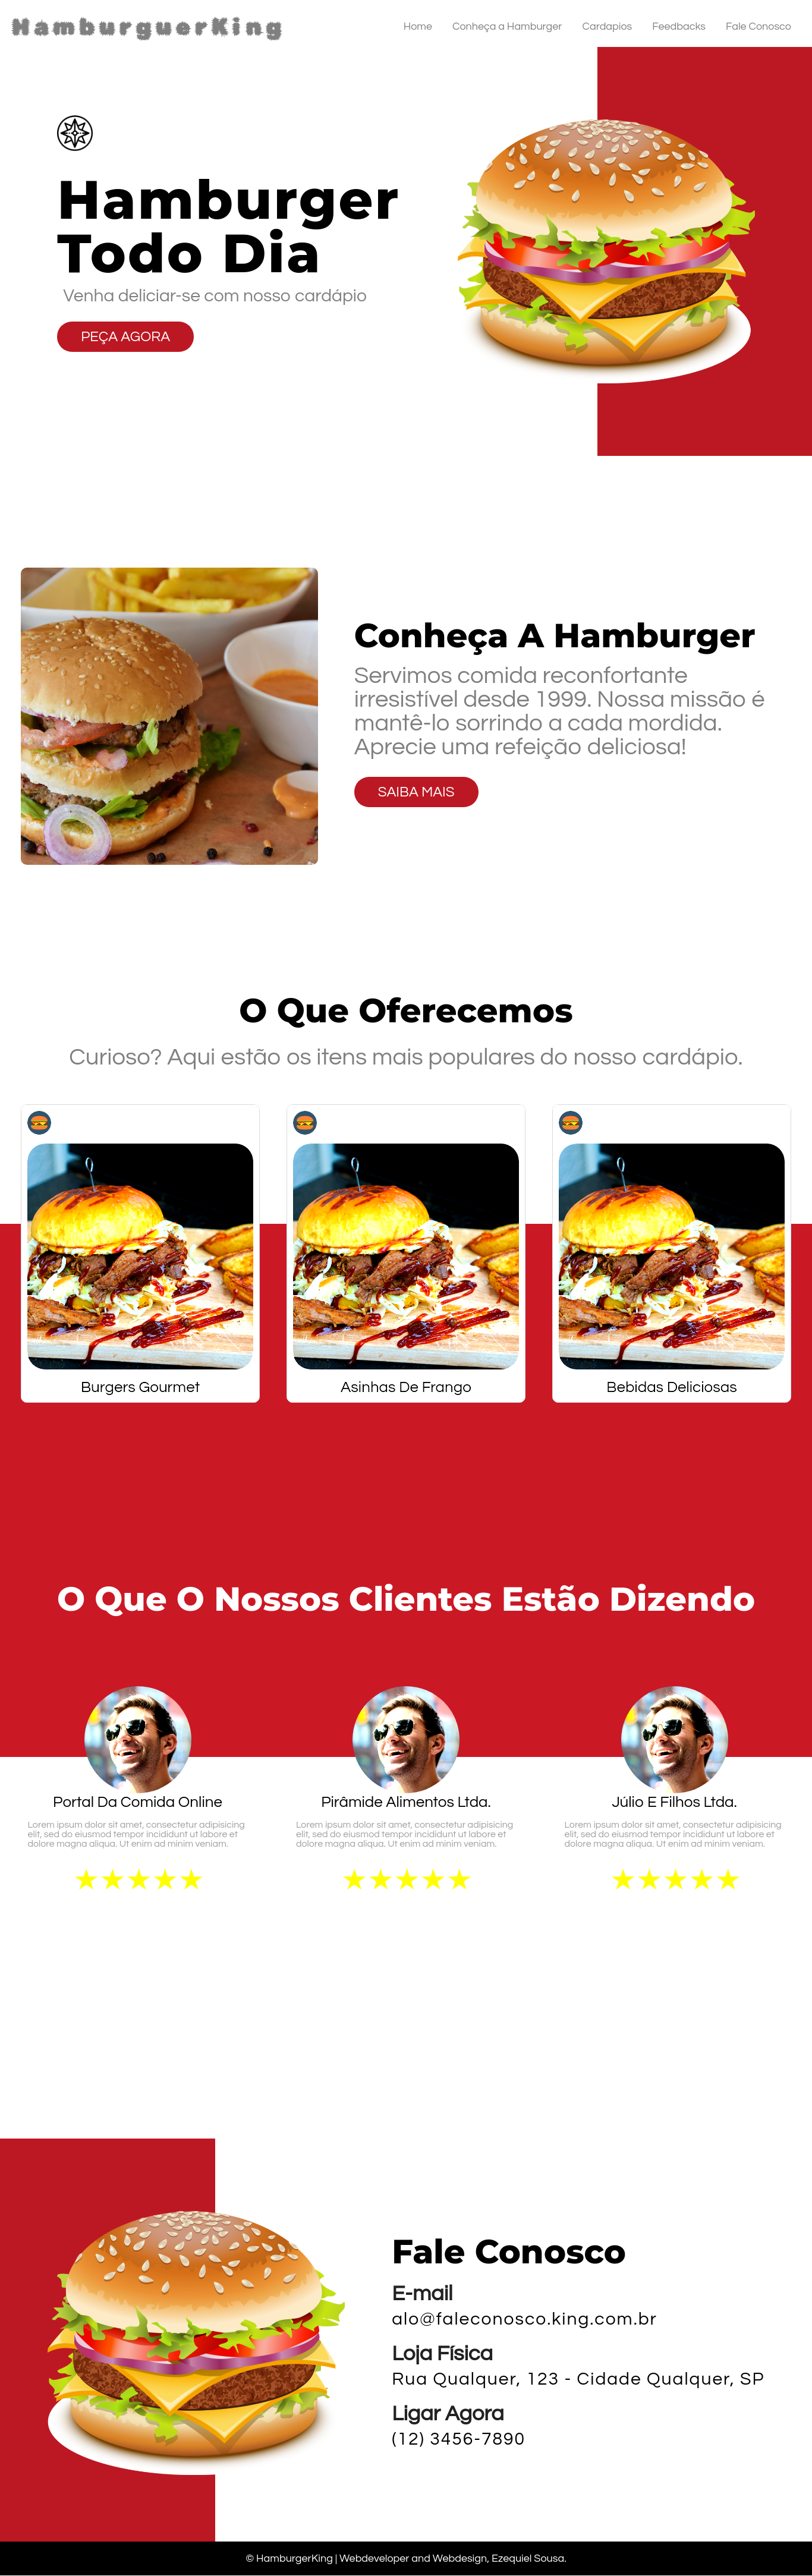 HamburguerKing
Home Conheça a Hamburger Cardapios Feedbacks Fale Conosco
Hamburger
Todo Dia
Venha deliciar-se com nosso cardápio
PEÇA AGORA
Conheça A Hamburger
Servimos comida reconfortante
irresistível desde 1999. Nossa missão é
mantê-lo sorrindo a cada mordida.
Aprecie uma refeição deliciosa!
SAIBA MAIS
O Que Oferecemos
Curioso? Aqui estão os itens mais populares do nosso cardápio.
Burgers Gourmet
Asinhas De Frango
Bebidas Deliciosas
O Que O Nossos Clientes Estão Dizendo
Portal Da Comida Online
Lorem ipsum dolor sit amet, consectetur adipisicing
elit, sed do eiusmod tempor incididunt ut labore et
dolore magna aliqua. Ut enim ad minim veniam.
Pirâmide Alimentos Ltda.
Lorem ipsum dolor sit amet, consectetur adipisicing
elit, sed do eiusmod tempor incididunt ut labore et
dolore magna aliqua. Ut enim ad minim veniam.
Júlio E Filhos Ltda.
Lorem ipsum dolor sit amet, consectetur adipisicing
elit, sed do eiusmod tempor incididunt ut labore et
dolore magna aliqua. Ut enim ad minim veniam.
Fale Conosco
E-mail
alo@faleconosco.king.com.br
Loja Física
Rua Qualquer, 123 - Cidade Qualquer, SP
Ligar Agora
(12) 3456-7890
© HamburgerKing | Webdeveloper and Webdesign, Ezequiel Sousa.